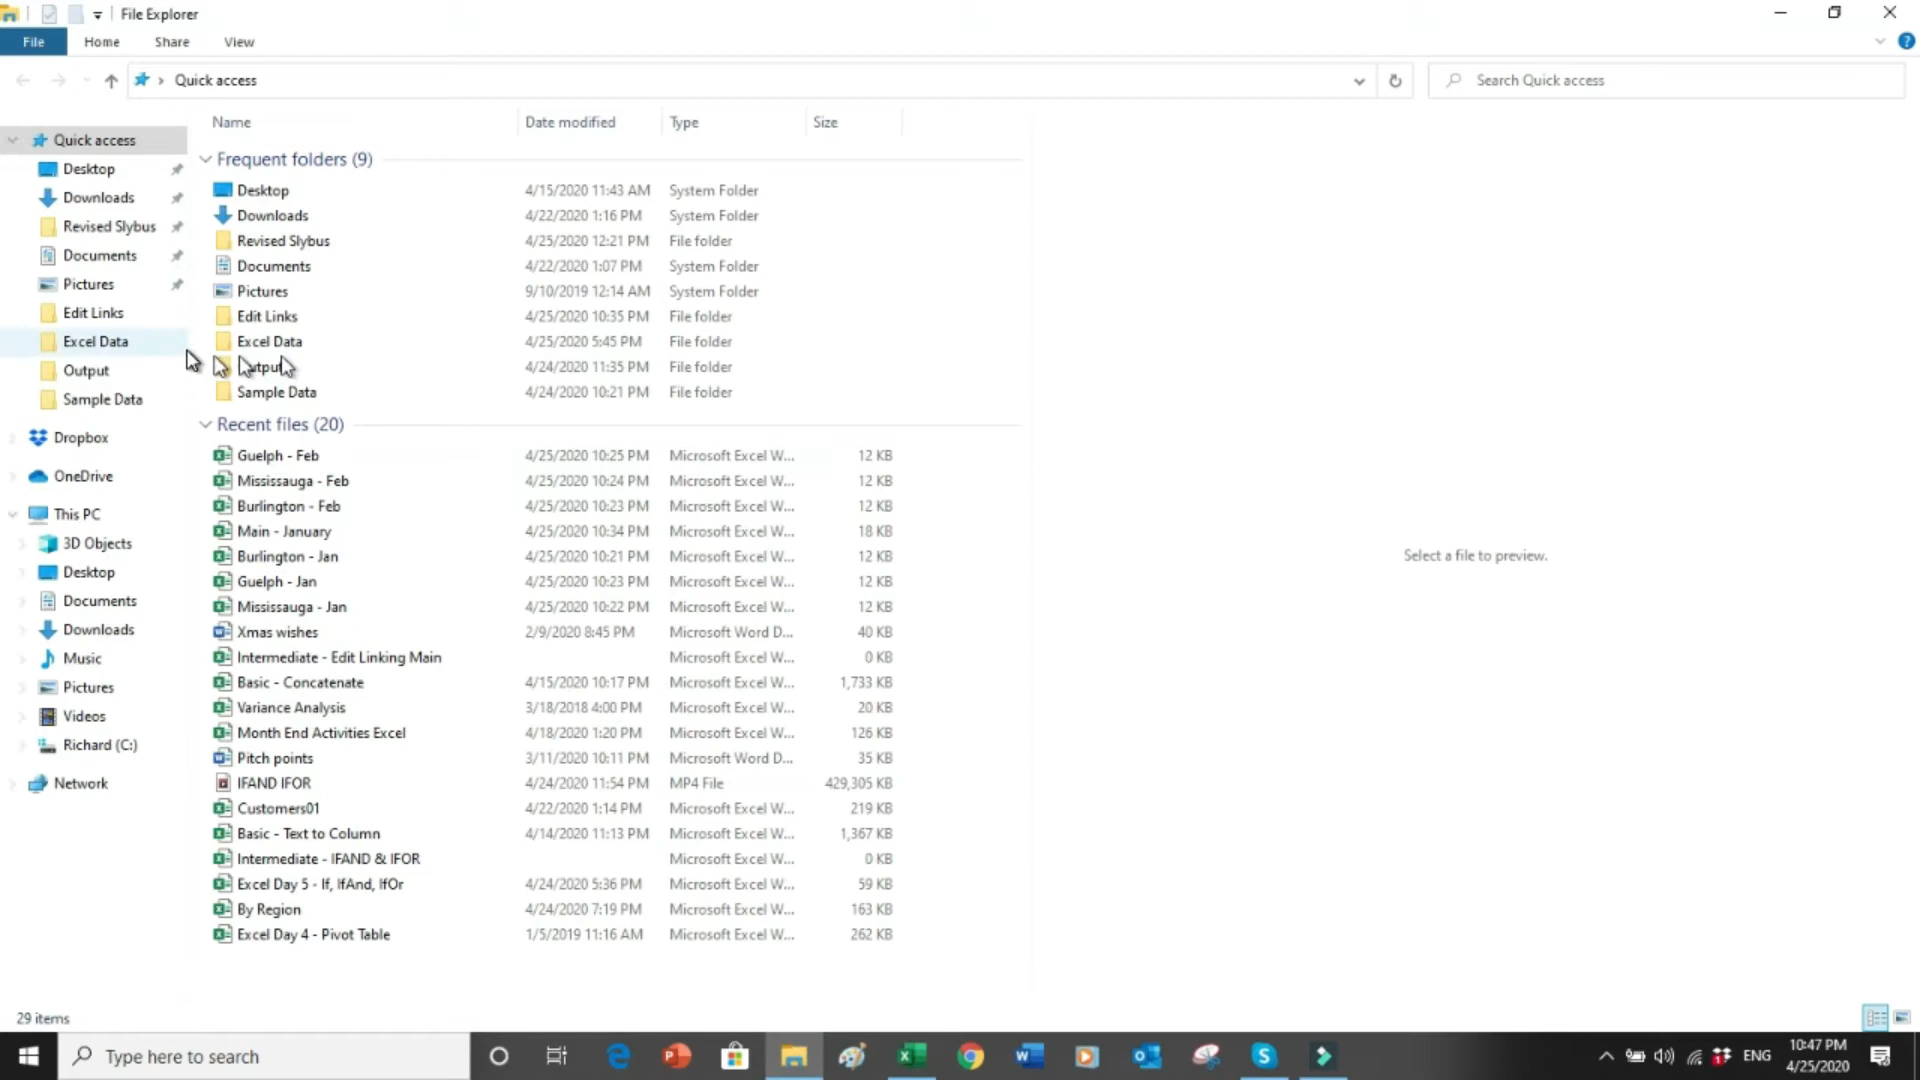 File Explorer
File Home Share View
Quick access
Search Quick access
Name Date modified Type Size
Quick access
Desktop
Downloads
Revised Slybus
Documents
Pictures
Edit Links
Excel Data
Output
Sample Data
Dropbox
OneDrive
This PC
3D Objects
Desktop
Documents
Downloads
Music
Pictures
Videos
Richard (C:)
Network
Frequent folders (9)
Desktop 4/15/2020 11:43 AM System Folder
Downloads 4/22/2020 1:16 PM System Folder
Revised Slybus 4/25/2020 12:21 PM File folder
Documents 4/22/2020 1:07 PM System Folder
Pictures 9/10/2019 12:14 AM System Folder
Edit Links 4/25/2020 10:35 PM File folder
Excel Data 4/25/2020 5:45 PM File folder
Output 4/24/2020 11:35 PM File folder
Sample Data 4/24/2020 10:21 PM File folder
Recent files (20)
Guelph - Feb 4/25/2020 10:25 PM Microsoft Excel W... 12 KB
Mississauga - Feb 4/25/2020 10:24 PM Microsoft Excel W... 12 KB
Burlington - Feb 4/25/2020 10:23 PM Microsoft Excel W... 12 KB
Main - January 4/25/2020 10:34 PM Microsoft Excel W... 18 KB
Burlington - Jan 4/25/2020 10:21 PM Microsoft Excel W... 12 KB
Guelph - Jan 4/25/2020 10:23 PM Microsoft Excel W... 12 KB
Mississauga - Jan 4/25/2020 10:22 PM Microsoft Excel W... 12 KB
Xmas wishes 2/9/2020 8:45 PM Microsoft Word D... 40 KB
Intermediate - Edit Linking Main Microsoft Excel W... 0 KB
Basic - Concatenate 4/15/2020 10:17 PM Microsoft Excel W... 1,733 KB
Variance Analysis 3/18/2018 4:00 PM Microsoft Excel W... 20 KB
Month End Activities Excel 4/18/2020 1:20 PM Microsoft Excel W... 126 KB
Pitch points 3/11/2020 10:11 PM Microsoft Word D... 35 KB
IFAND IFOR 4/24/2020 11:54 PM MP4 File 429,305 KB
Customers01 4/22/2020 1:14 PM Microsoft Excel W... 219 KB
Basic - Text to Column 4/14/2020 11:13 PM Microsoft Excel W... 1,367 KB
Intermediate - IFAND & IFOR Microsoft Excel W... 0 KB
Excel Day 5 - If, IfAnd, IfOr 4/24/2020 5:36 PM Microsoft Excel W... 59 KB
By Region 4/24/2020 7:19 PM Microsoft Excel W... 163 KB
Excel Day 4 - Pivot Table 1/5/2019 11:16 AM Microsoft Excel W... 262 KB
Select a file to preview.
29 items
Type here to search
ENG
10:47 PM
4/25/2020